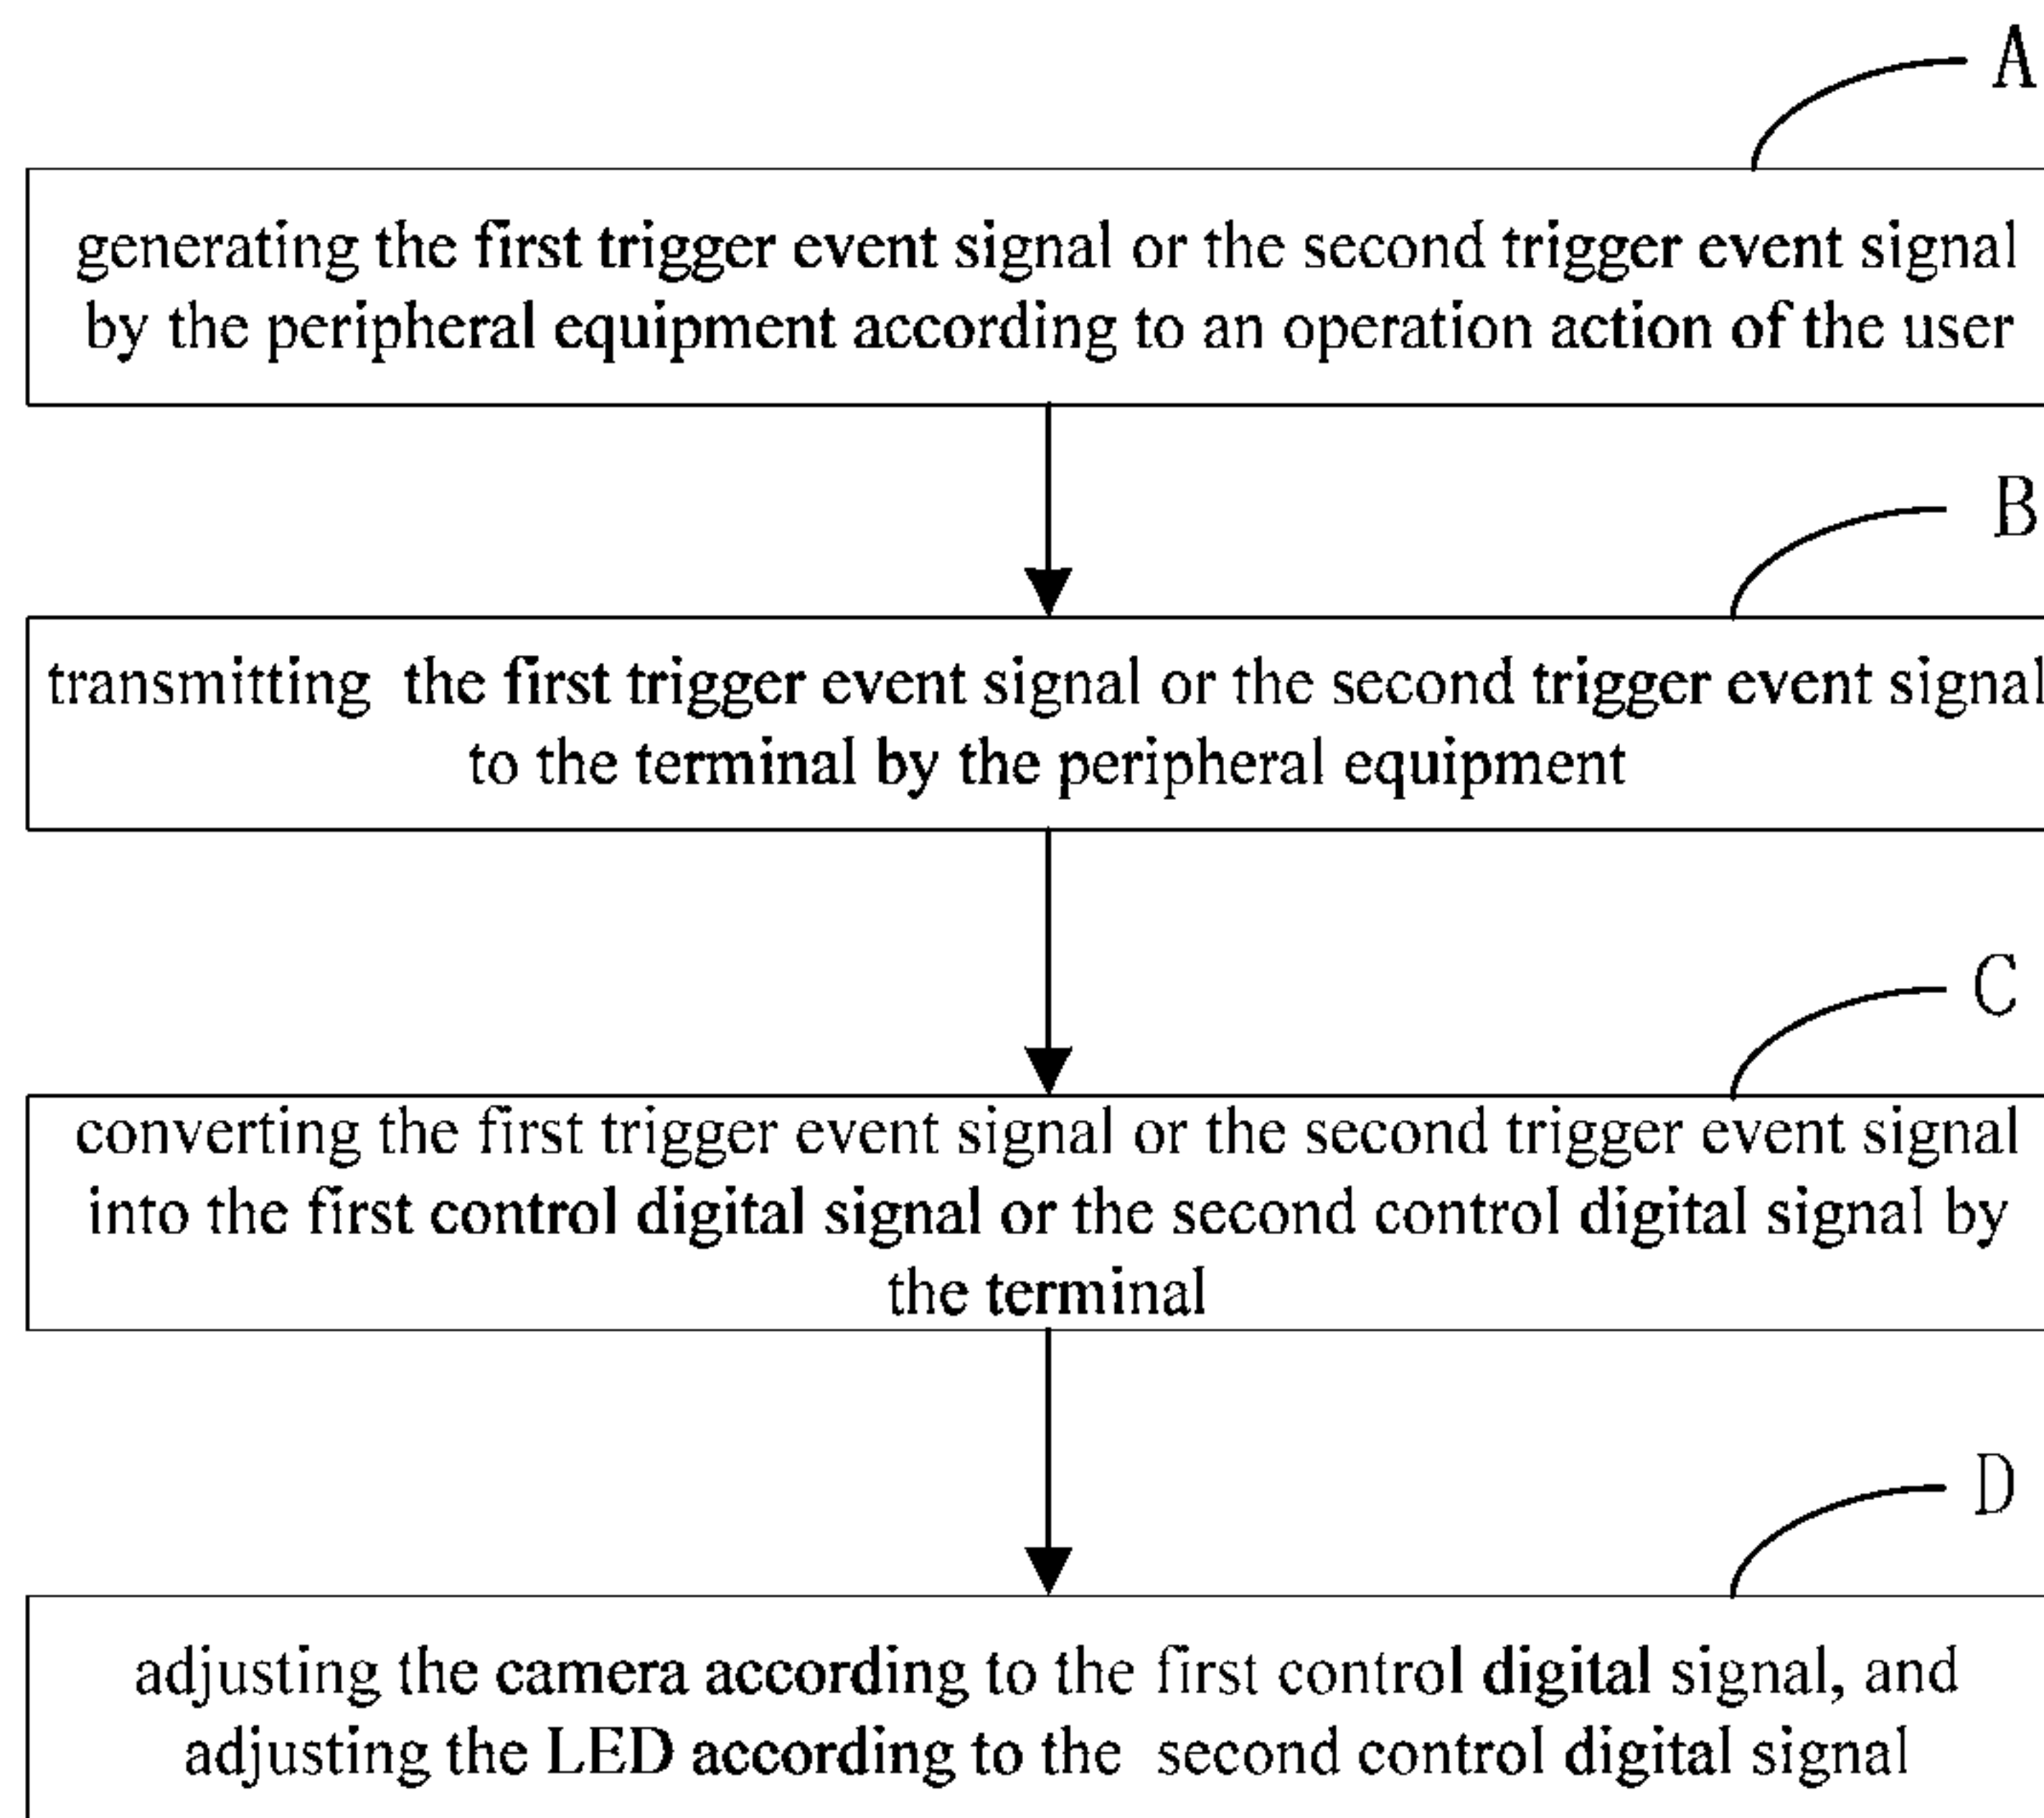 A
generating the first trigger event signal or the second trigger event signal
by the peripheral equipment according to an operation action of the user
B
transmitting the first trigger event signal or the second trigger event signal
to the terminal by the peripheral equipment
C
converting the first trigger event signal or the second trigger event signal
into the first control digital signal or the second control digital signal by
the terminal
D
adjusting the camera according to the first control digital signal, and
adjusting the LED according to the second control digital signal